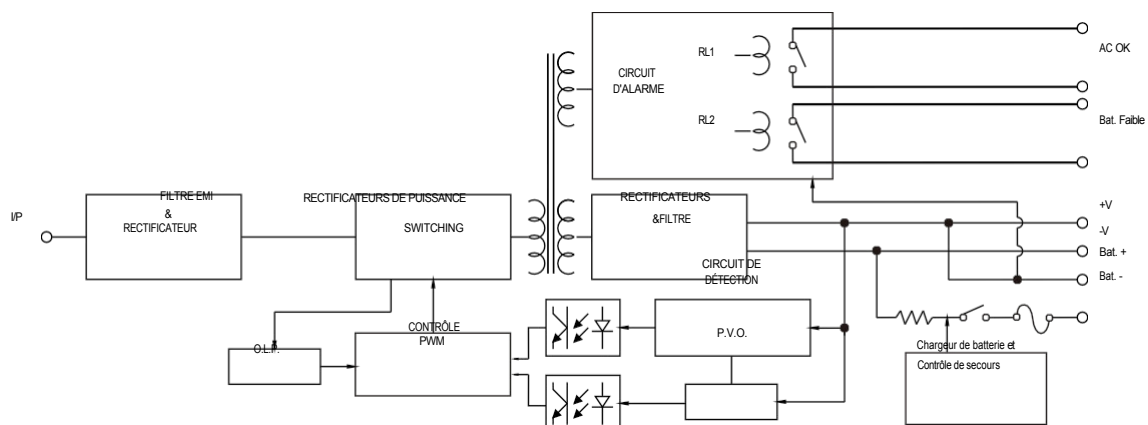 RL1
AC OK
CIRCUIT
D'ALARME
RL2
Bat. Faible
I/P
FILTRE EMI
&
RECTIFICATEUR
RECTIFICATEURS DE PUISSANCE
SWITCHING
RECTIFICATEURS
&FILTRE
+V
-V
Bat. +
Bat. -
CIRCUIT DE
DÉTECTION
O.L.P.
CONTRÔLE
PWM
P.V.O.
Chargeur de batterie et
Contrôle de secours